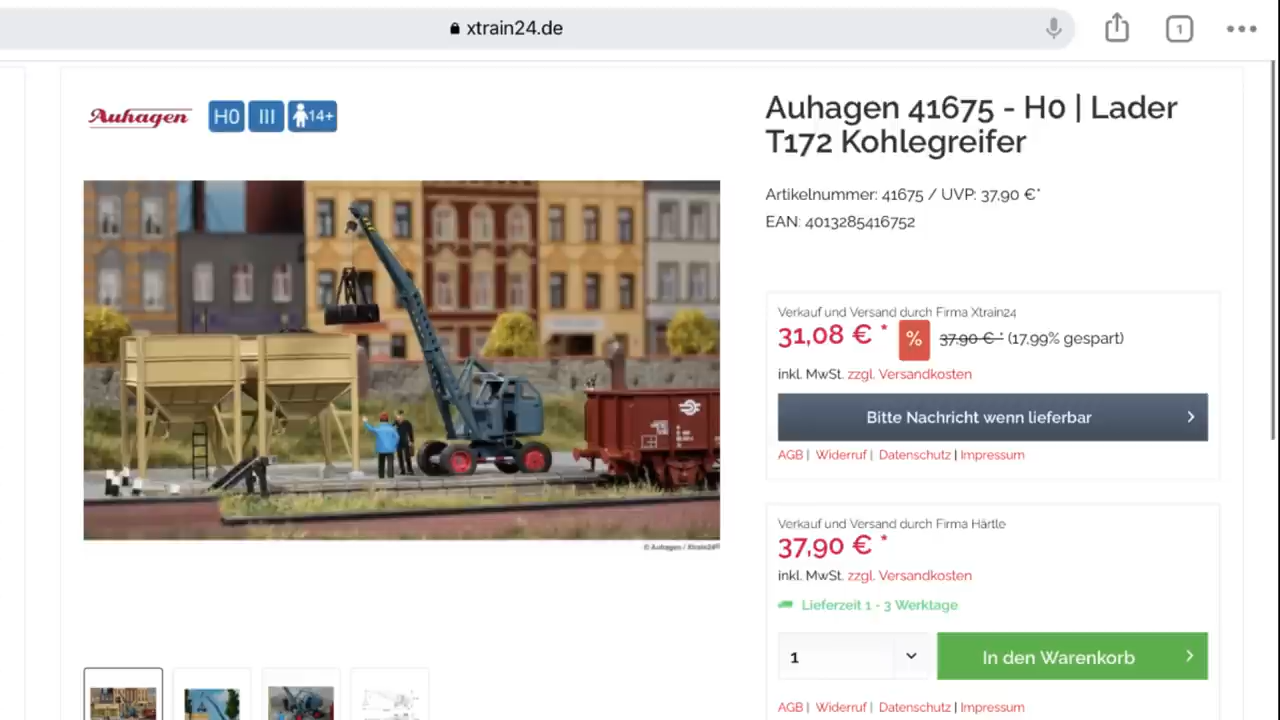 xtrain24.de
1
Auhagen
H0
III
14+
Auhagen 41675 - H0 | Lader
T172 Kohlegreifer
Artikelnummer: 41675 / UVP: 37,90 €*
EAN: 4013285416752
Verkauf und Versand durch Firma Xtrain24
31,08 € * % 37,90 € * (17.99% gespart)
inkl. MwSt. zzgl. Versandkosten
Bitte Nachricht wenn lieferbar
AGB | Widerruf | Datenschutz | Impressum
© Auhagen / Xtrain24
Verkauf und Versand durch Firma Härtle
37,90 € *
inkl. MwSt. zzgl. Versandkosten
Lieferzeit 1 - 3 Werktage
1
In den Warenkorb
AGB | Widerruf | Datenschutz | Impressum